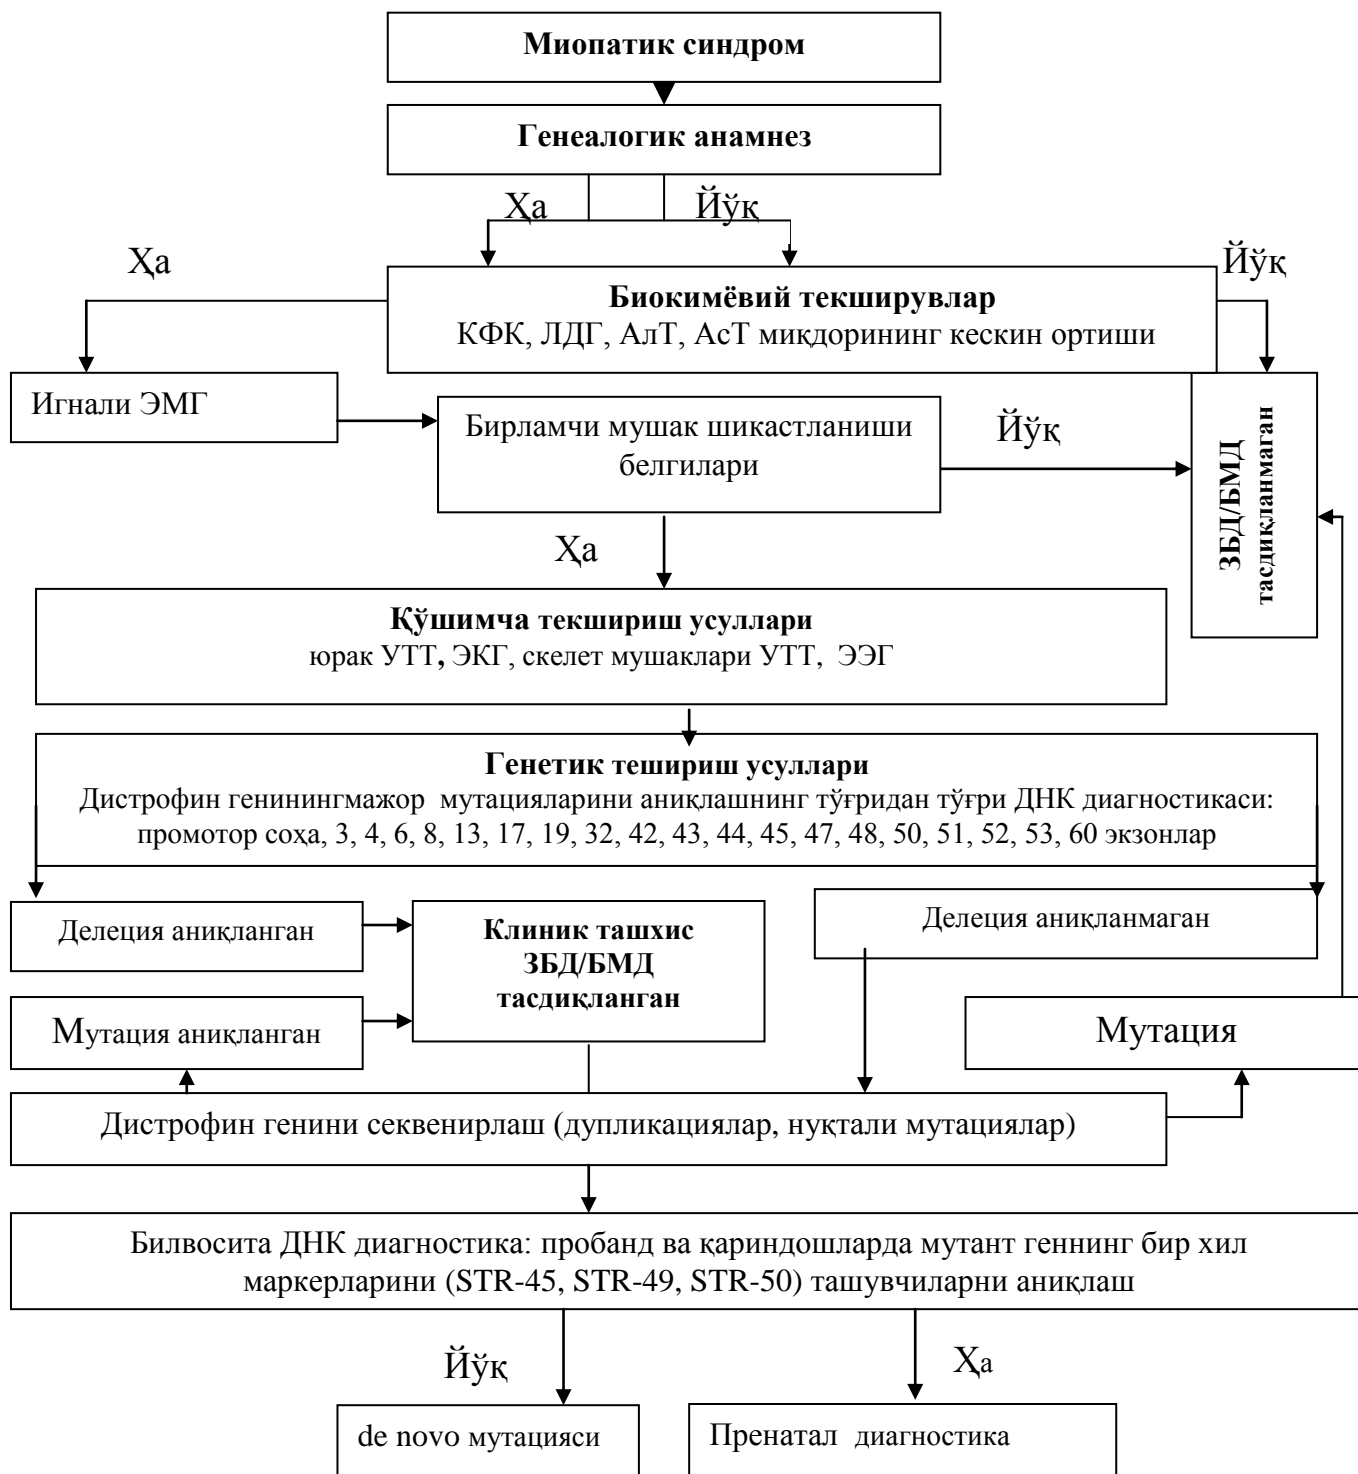 Миопатик синдром
Генеалогик анамнез
Ҳа
Йўқ
Ҳа
Йўқ
Биокимёвий текширувлар
КФК, ЛДГ, АлТ, АсТ миқдорининг кескин ортиши
Игнали ЭМГ
Бирламчи мушак шикастланиши
белгилари
Йўқ
ЗБД/БМД
тасдиқланмаган
Ҳа
Қўшимча текшириш усуллари
юрак УТТ, ЭКГ, скелет мушаклари УТТ, ЭЭГ
Генетик тешириш усуллари
Дистрофин генинингмажор мутацияларини аниқлашнинг тўғридан тўғри ДНК диагностикаси:
промотор соҳа, 3, 4, 6, 8, 13, 17, 19, 32, 42, 43, 44, 45, 47, 48, 50, 51, 52, 53, 60 экзонлар
Делеция аниқланган
Клиник ташхис
ЗБД/БМД
тасдиқланган
Делеция аниқланмаган
Мутация аниқланган
Мутация
Дистрофин генини секвенирлаш (дупликациялар, нуқтали мутациялар)
Билвосита ДНК диагностика: пробанд ва қариндошларда мутант геннинг бир хил
маркерларини (STR-45, STR-49, STR-50) ташувчиларни аниқлаш
Йўқ
Ҳа
de novo мутацияси
Пренатал диагностика